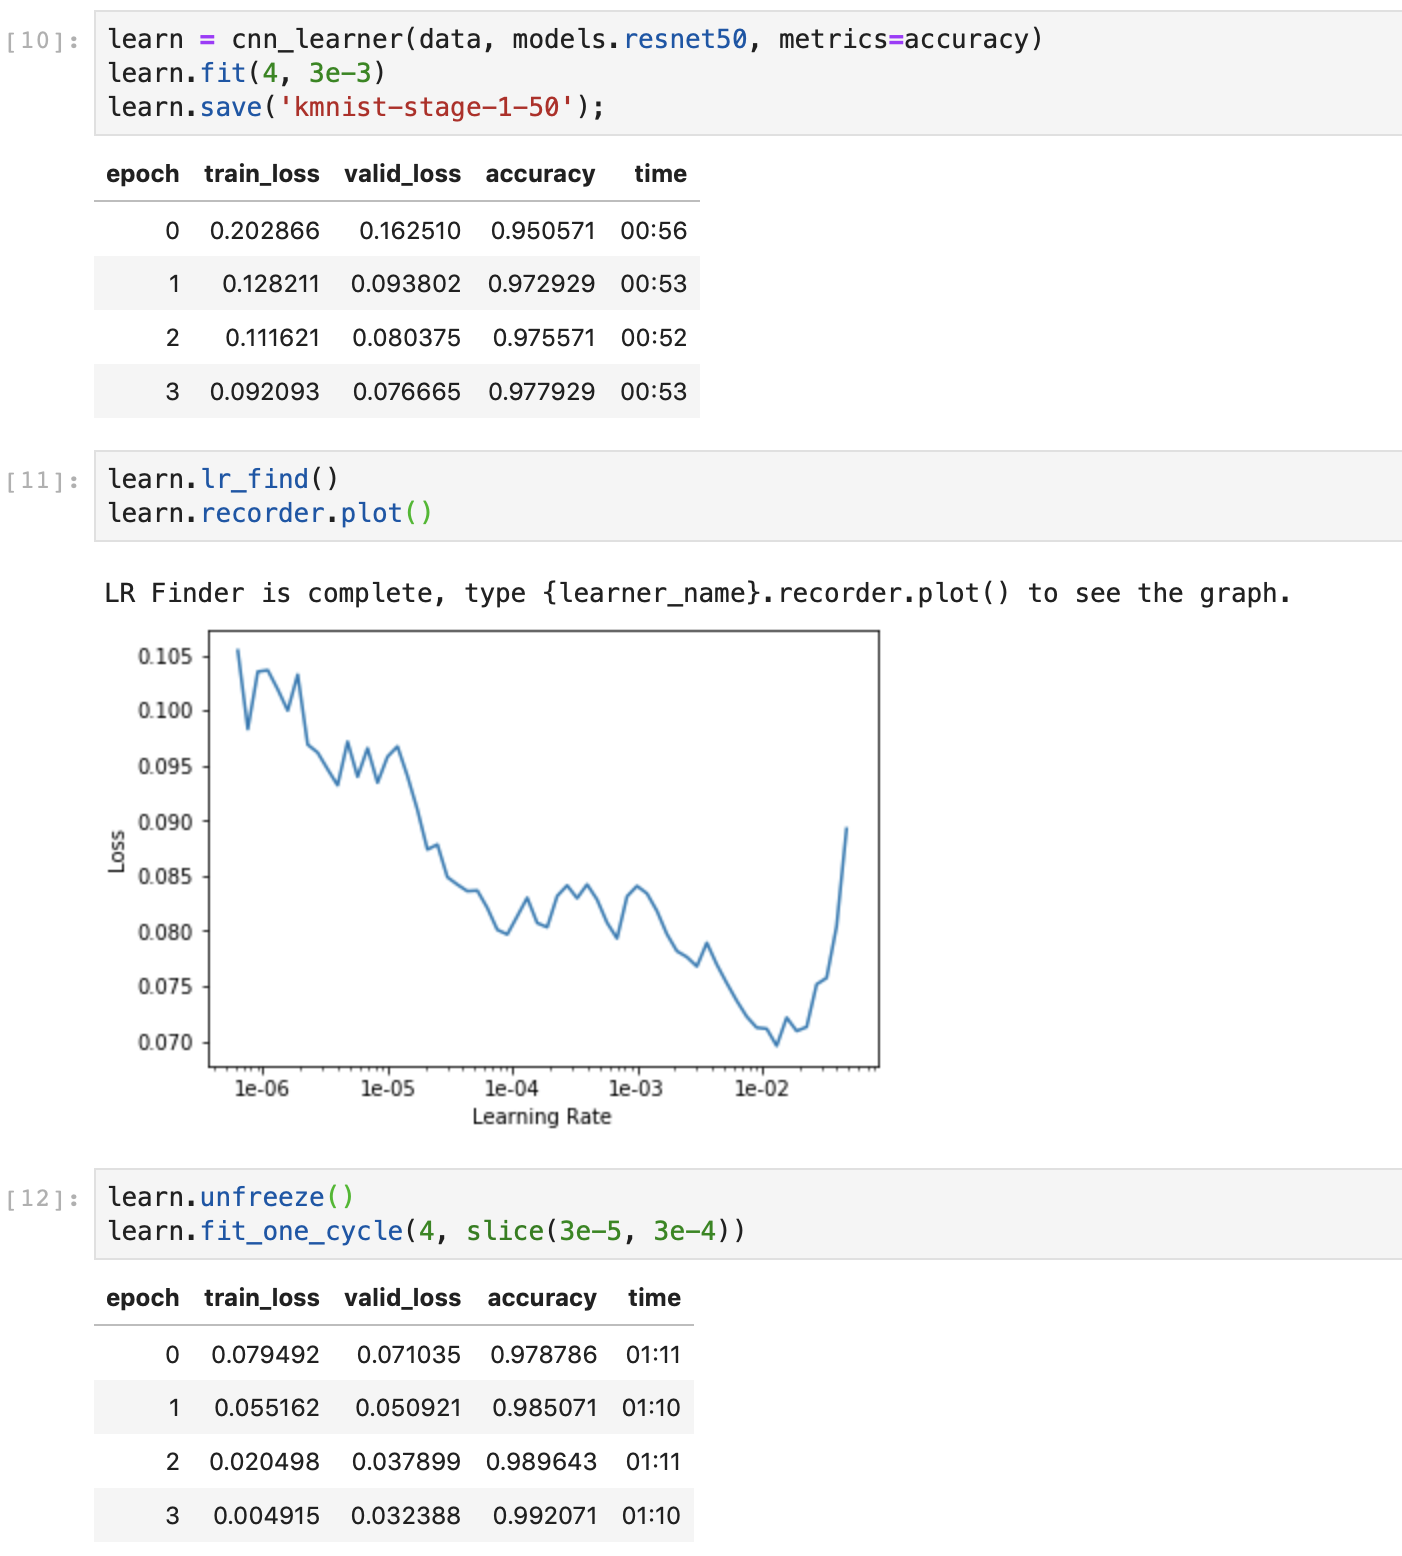 [10]: learn = cnn_learner(data, models.resnet50, metrics=accuracy)
learn.fit(4, 3e-3)
learn.save('kmnist-stage-1-50');
epoch train_loss valid_loss accuracy time
0 0.202866 0.162510 0.950571 00:56
1 0.128211 0.093802 0.972929 00:53
2 0.111621 0.080375 0.975571 00:52
3 0.092093 0.076665 0.977929 00:53
[11]: learn.lr_find()
learn.recorder.plot()
LR Finder is complete, type {learner_name}.recorder.plot() to see the graph.
0.105
0.100
0.095
0.090
0.085
0.080
0.075
0.070
Loss
1e-06 1e-05 1e-04 1e-03 1e-02
Learning Rate
[12]: learn.unfreeze()
learn.fit_one_cycle(4, slice(3e-5, 3e-4))
epoch train_loss valid_loss accuracy time
0 0.079492 0.071035 0.978786 01:11
1 0.055162 0.050921 0.985071 01:10
2 0.020498 0.037899 0.989643 01:11
3 0.004915 0.032388 0.992071 01:10